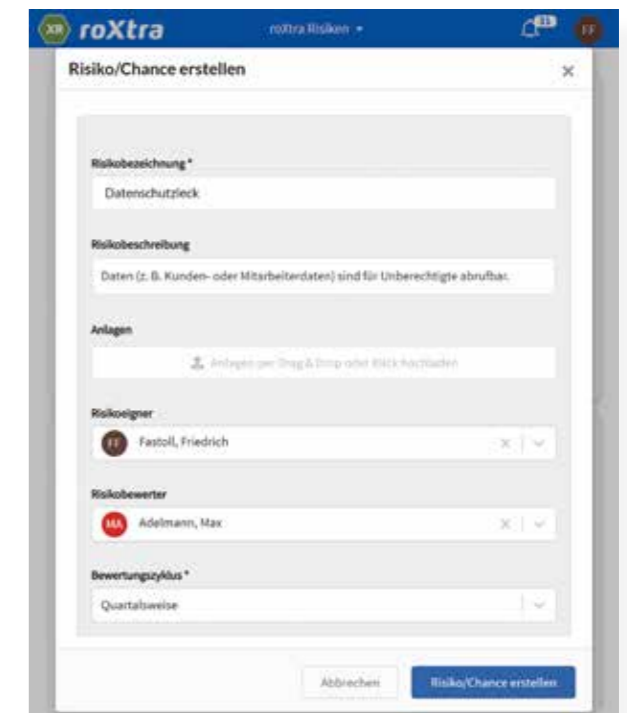 XR roXtra
roXtra Risiken
11
FF
Risiko/Chance erstellen
Risikobezeichnung *
Datenschutzleck
Risikobeschreibung
Daten (z. B. Kunden- oder Mitarbeiterdaten) sind für Unberechtigte abrufbar.
Anlagen
Anlagen per Drag & Drop oder Klick hochladen
Risikoeigner
FF Fastoll, Friedrich
Risikobewerter
MA Adelmann, Max
Bewertungszyklus *
Quartalsweise
Abbrechen
Risiko/Chance erstellen